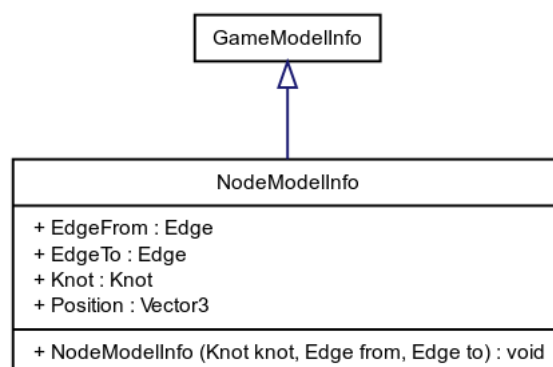 GameModelInfo
NodeModelInfo
+ EdgeFrom : Edge
+ EdgeTo : Edge
+ Knot : Knot
+ Position : Vector3
+ NodeModelInfo (Knot knot, Edge from, Edge to) : void